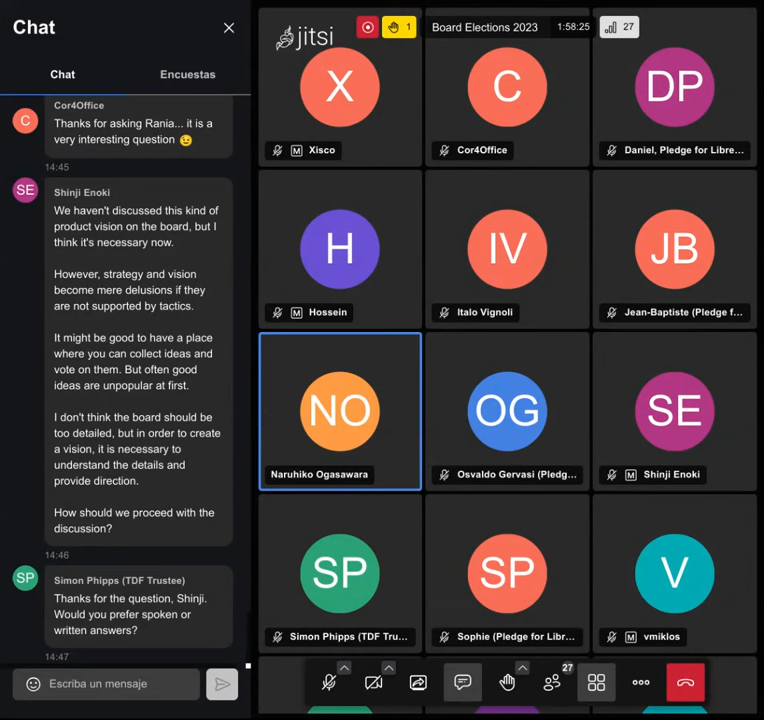 Chat
Chat
Encuestas
Cor4Office
C
Thanks for asking Rania... it is a
very interesting question 😉
14:45
SE
Shinji Enoki
We haven't discussed this kind of
product vision on the board, but I
think it's necessary now.
However, strategy and vision
become mere delusions if they
are not supported by tactics.
It might be good to have a place
where you can collect ideas and
vote on them. But often good
ideas are unpopular at first.
I don't think the board should be
too detailed, but in order to create
a vision, it is necessary to
understand the details and
provide direction.
How should we proceed with the
discussion?
14:46
SP
Simon Phipps (TDF Trustee)
Thanks for the question, Shinji.
Would you prefer spoken or
written answers?
14:47
Escriba un mensaje
jitsi
1
Board Elections 2023
1:58:25
27
X
M Xisco
C
Cor4Office
DP
Daniel, Pledge for Libre...
H
M Hossein
IV
Italo Vignoli
JB
Jean-Baptiste (Pledge f...
NO
Naruhiko Ogasawara
OG
Osvaldo Gervasi (Pledg...
SE
M Shinji Enoki
SP
Simon Phipps (TDF Tru...
SP
Sophie (Pledge for Libr...
V
M vmiklos
27